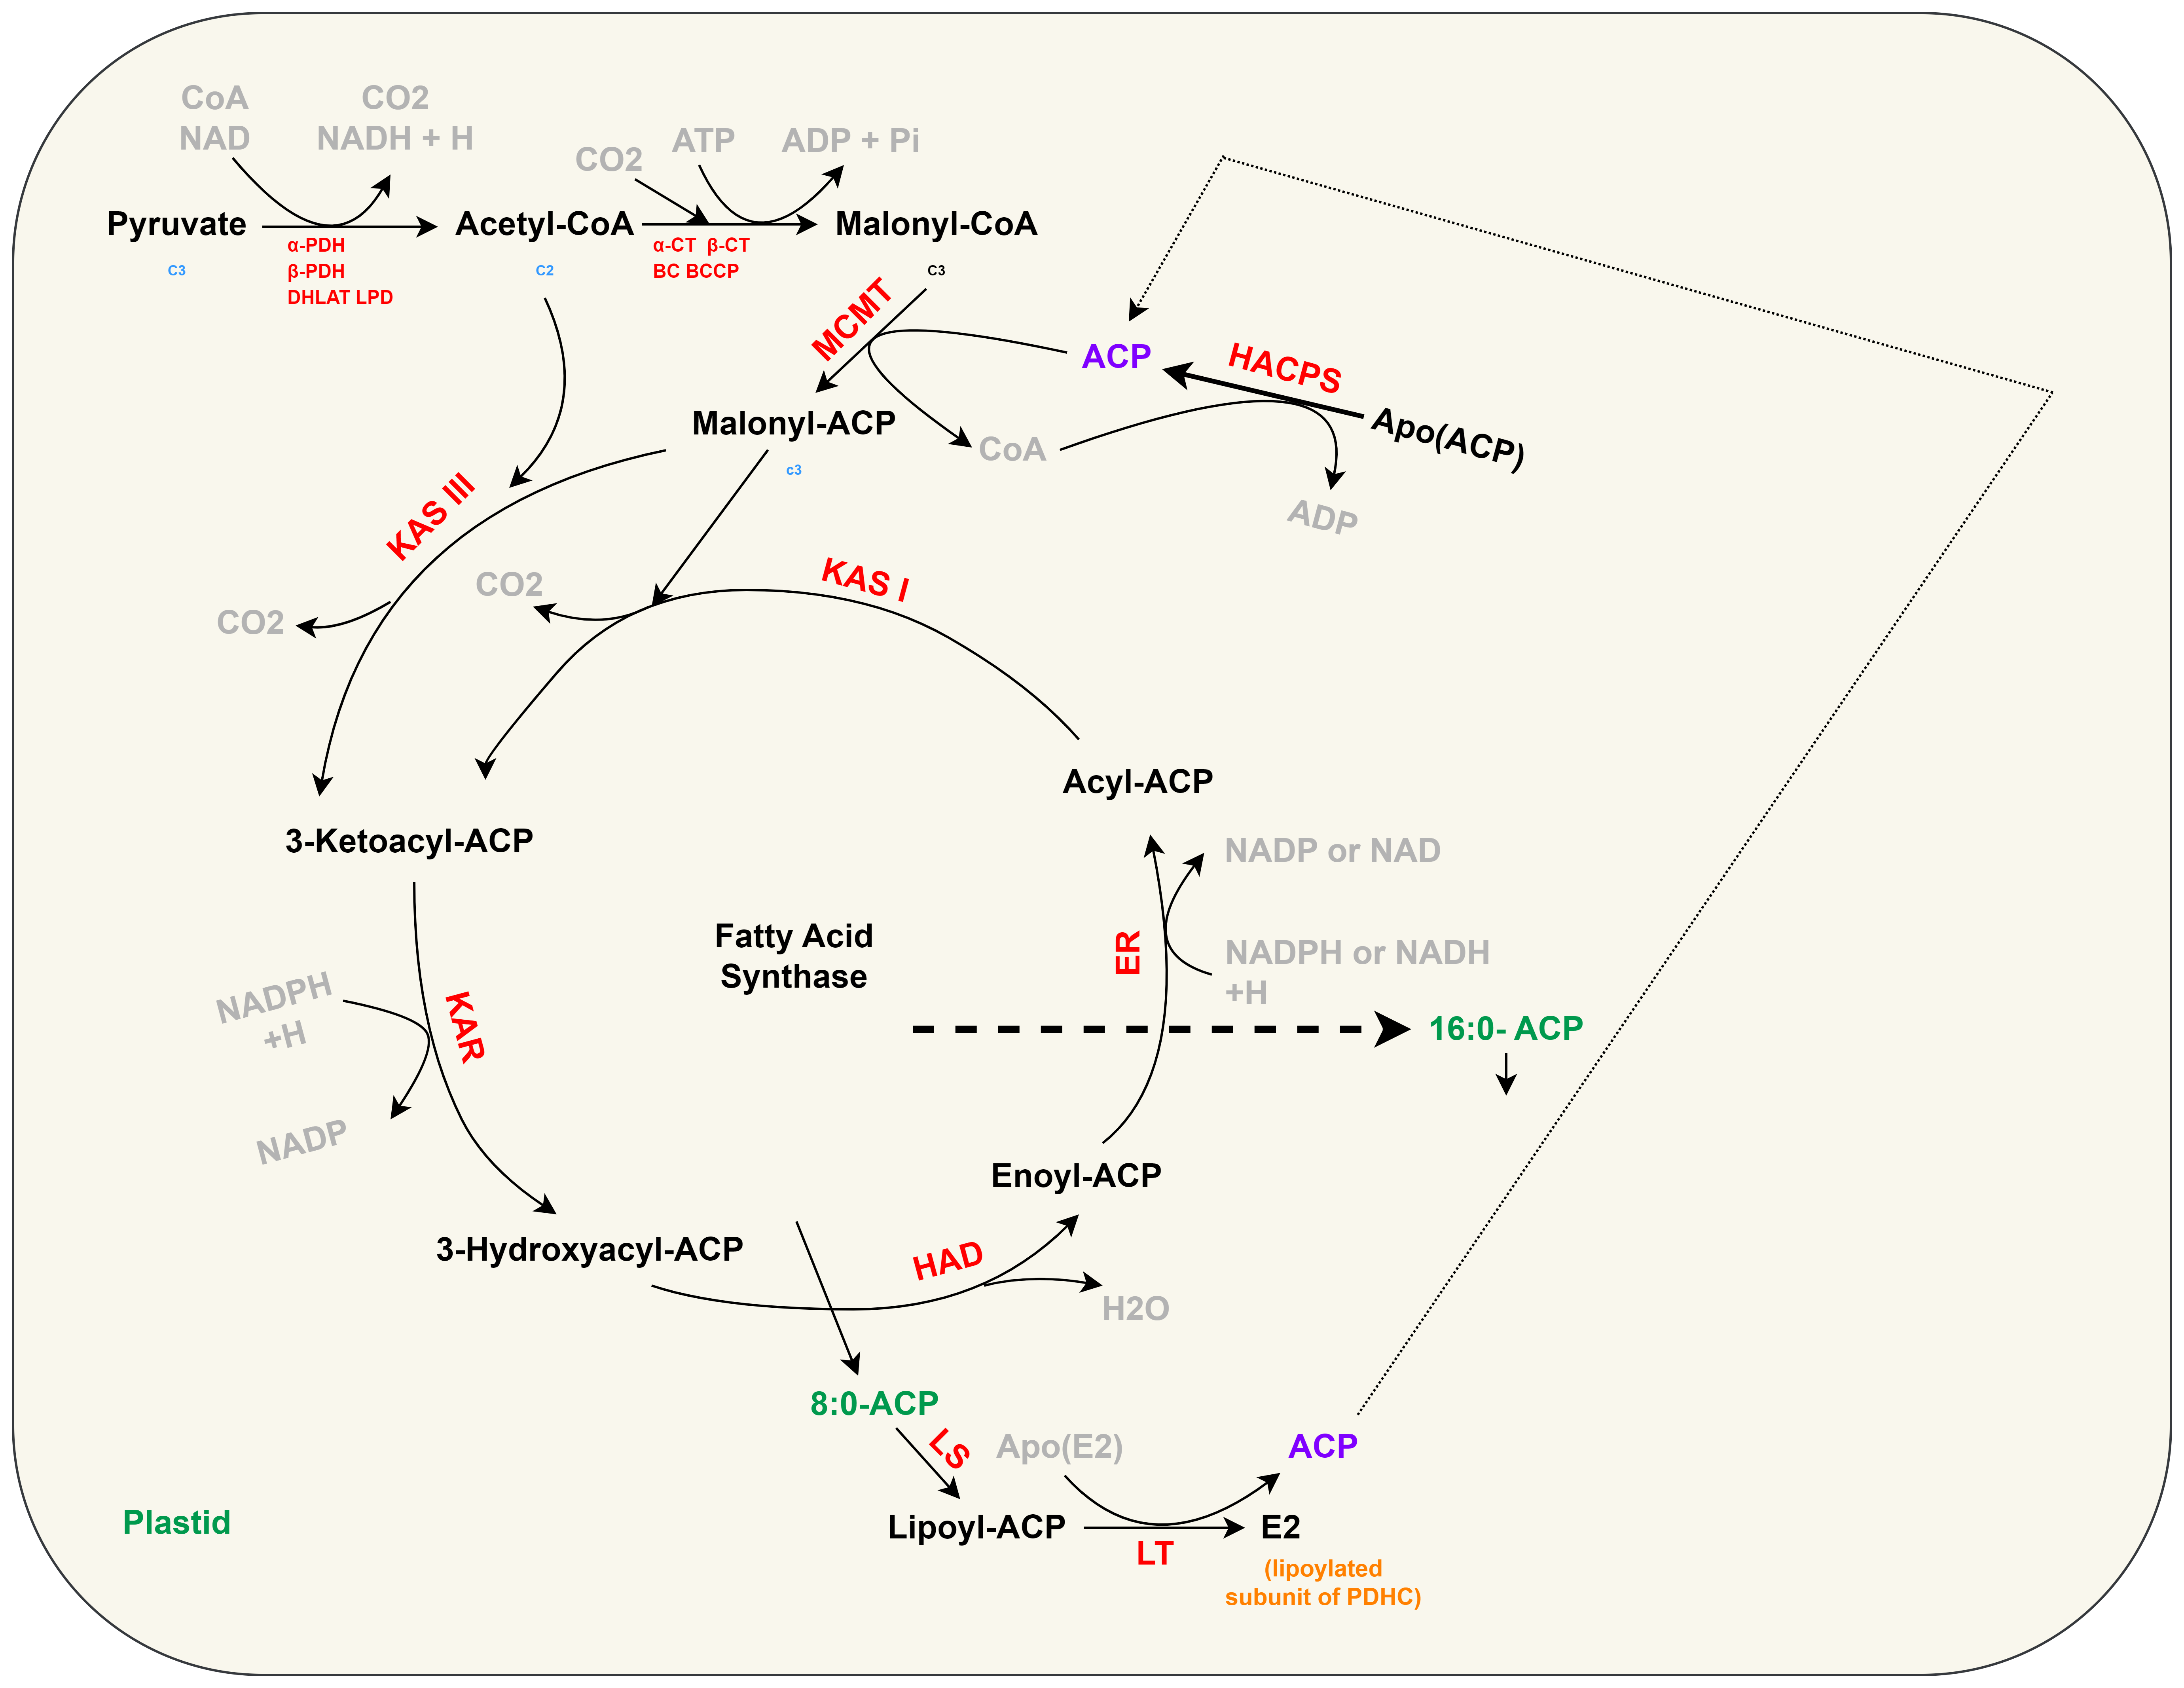 CoA
NAD
CO2
NADH + H
CO2
ATP
ADP + Pi
Pyruvate
Acetyl-CoA
Malonyl-CoA
α-PDH
β-PDH
DHLAT LPD
α-CT β-CT
BC BCCP
C3
C2
C3
MCMT
ACP
HACPS
Apo(ACP)
Malonyl-ACP
c3
CoA
ADP
KAS III
KAS I
CO2
CO2
Acyl-ACP
3-Ketoacyl-ACP
NADP or NAD
Fatty Acid
Synthase
ER
NADPH or NADH
+H
NADPH
+H
KAR
16:0- ACP
NADP
Enoyl-ACP
3-Hydroxyacyl-ACP
HAD
H2O
8:0-ACP
LS
Apo(E2)
ACP
Plastid
Lipoyl-ACP
LT
E2
(lipoylated
subunit of PDHC)